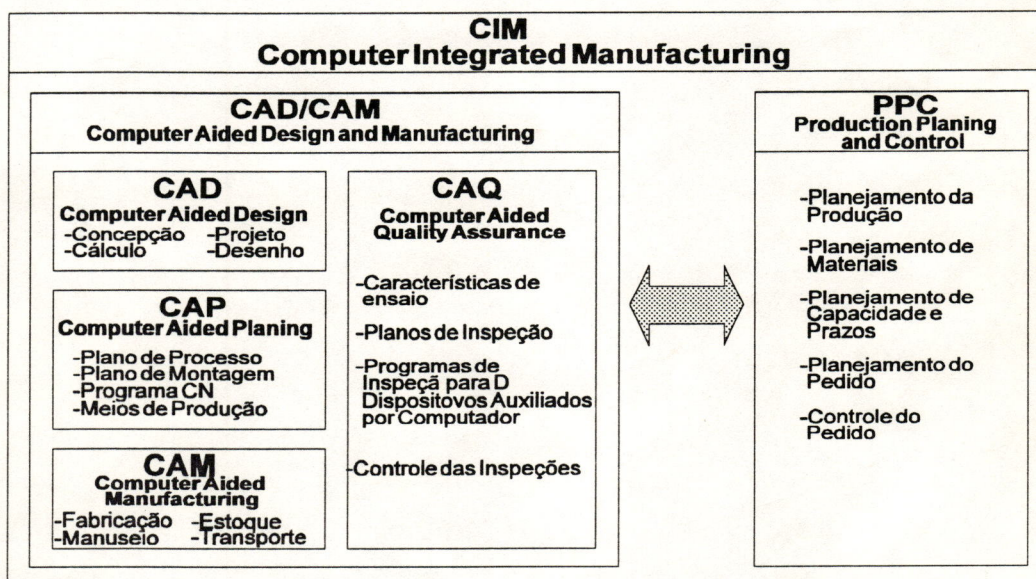 CIM
Computer Integrated Manufacturing
CAD/CAM
Computer Aided Design and Manufacturing
CAD
Computer Aided Design
-Concepção -Projeto
-Cálculo -Desenho
CAP
Computer Aided Planing
-Plano de Processo
-Plano de Montagem
-Programa CN
-Meios de Produção
CAM
Computer Aided
Manufacturing
-Fabricação -Estoque
-Manuseio -Transporte
CAQ
Computer Aided
Quality Assurance
-Características de
ensaio
-Planos de Inspeção
-Programas de
Inspeçã para D
Dispositovos Auxiliados
por Computador
-Controle das Inspeções
PPC
Production Planing
and Control
-Planejamento da
Produção
-Planejamento de
Materiais
-Planejamento de
Capacidade e
Prazos
-Planejamento do
Pedido
-Controle do
Pedido